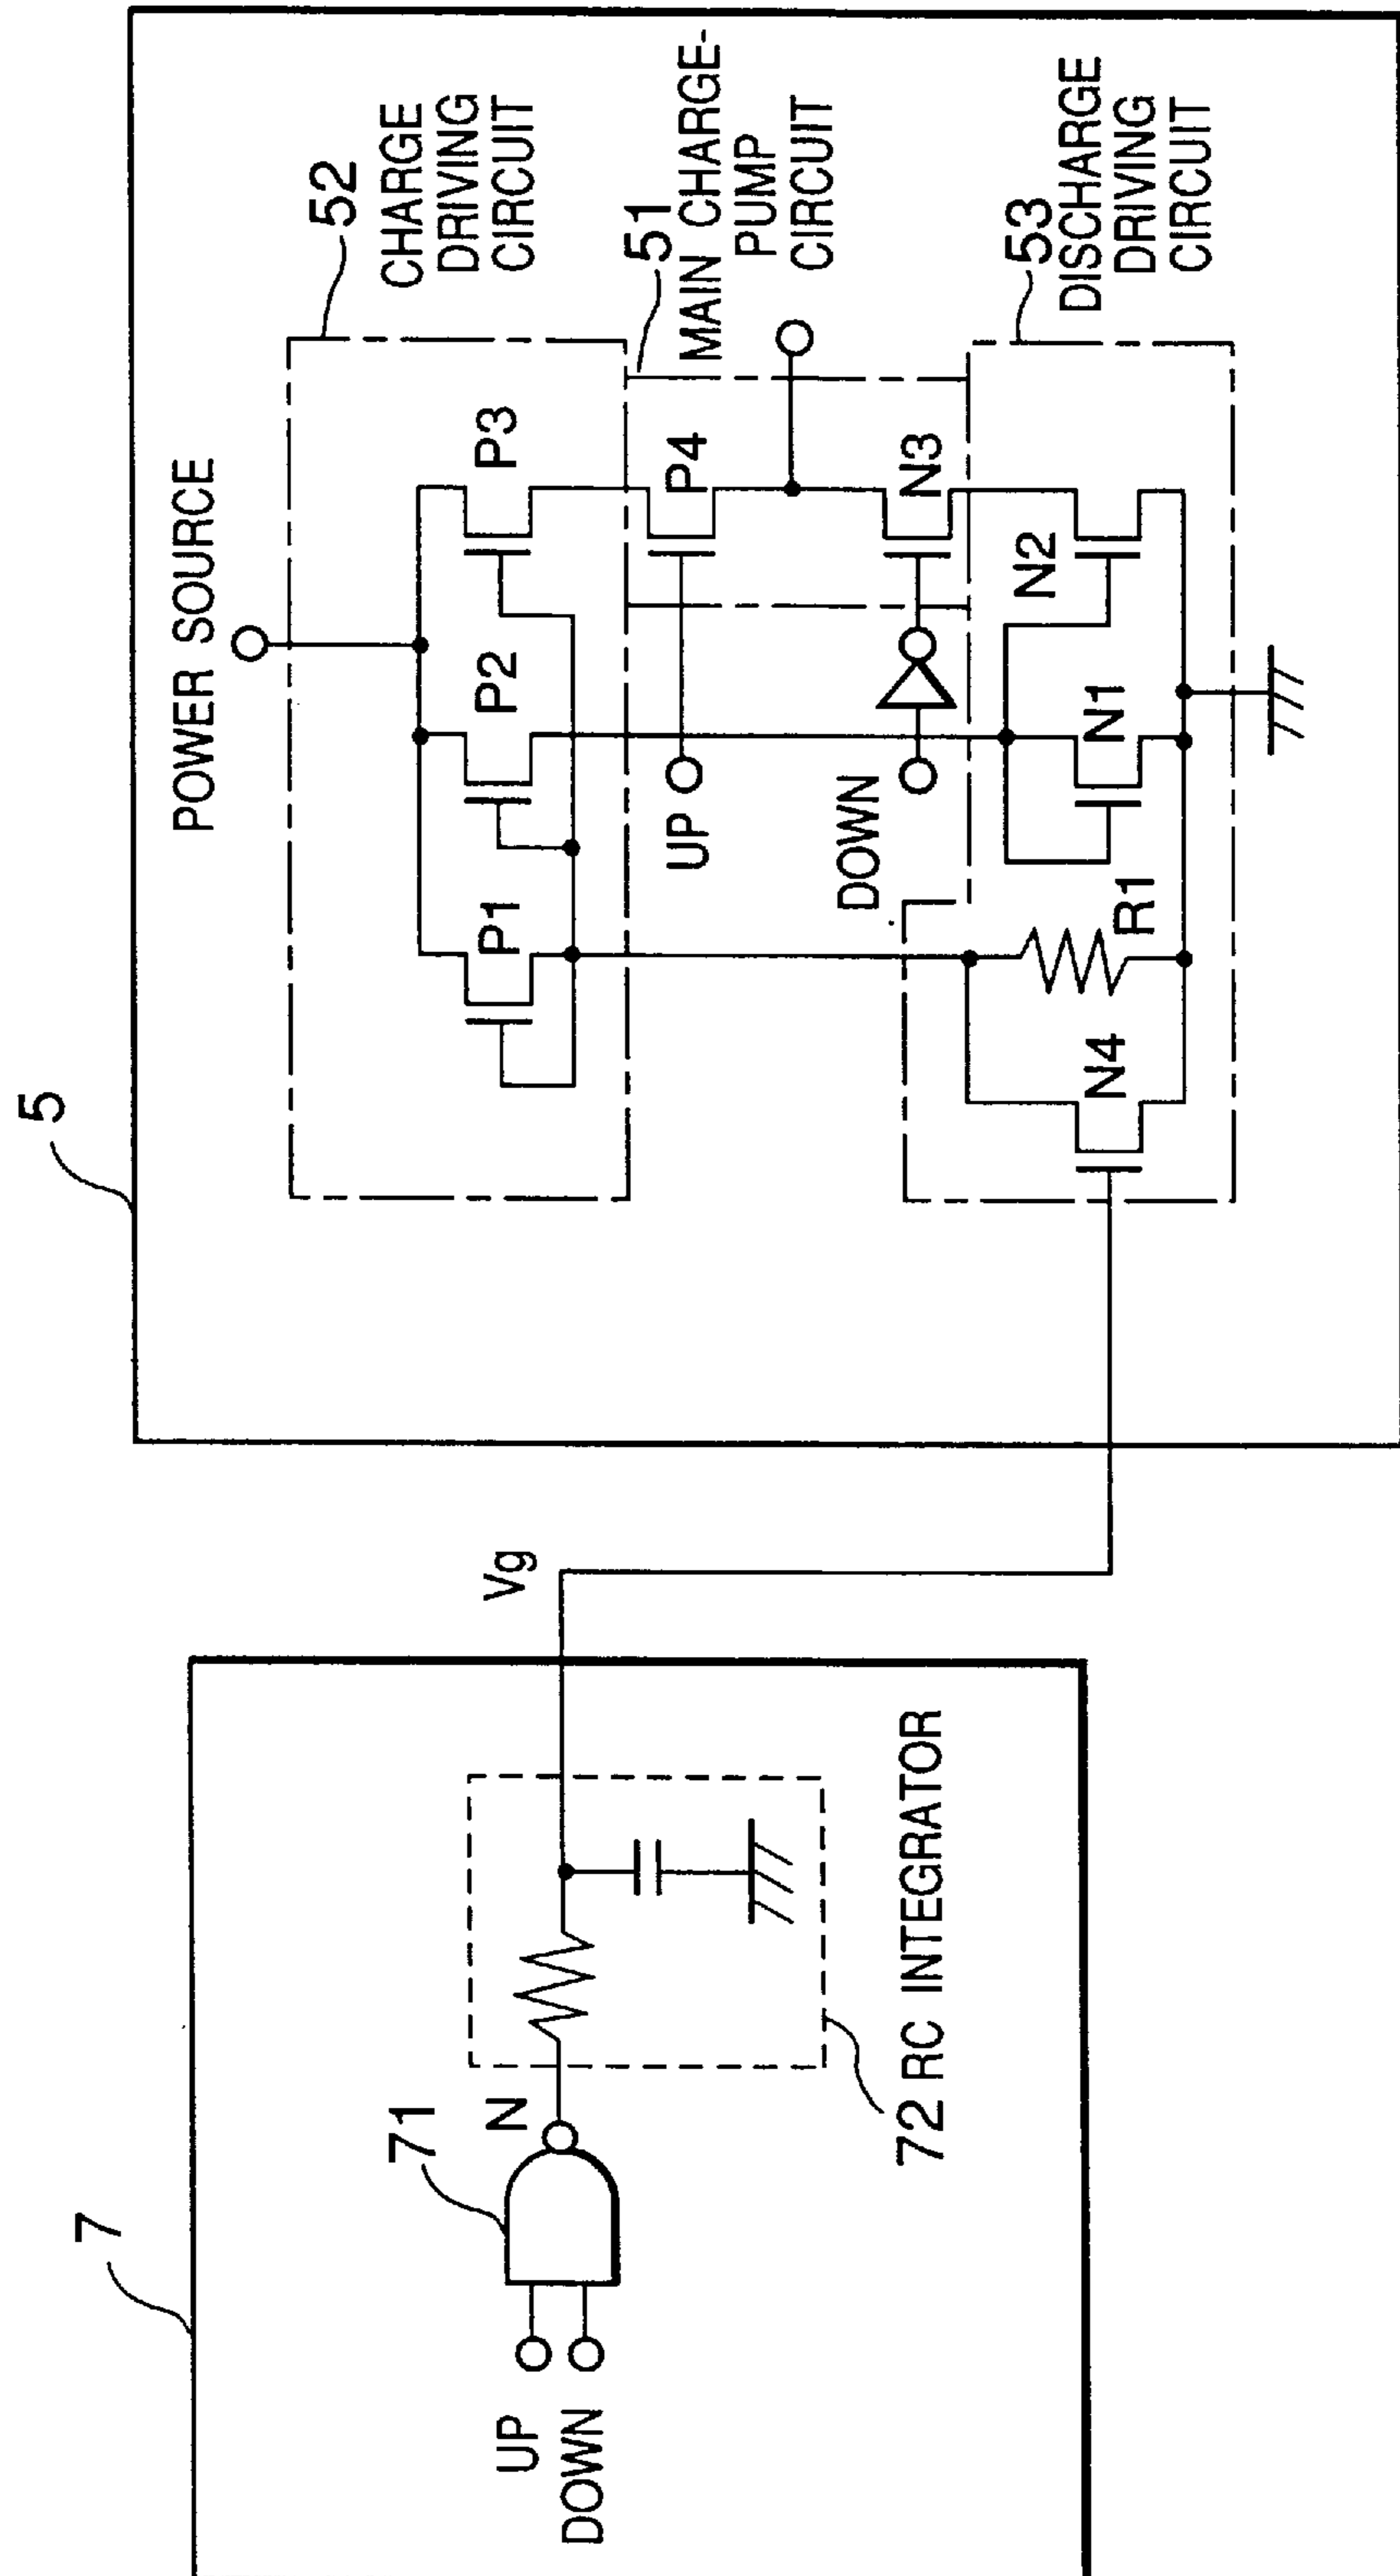 7
71
UP
DOWN
N
72 RC INTEGRATOR
Vg
5
POWER SOURCE
52
CHARGE
DRIVING
CIRCUIT
P1
P2
P3
51
MAIN CHARGE-
PUMP
CIRCUIT
UP
P4
DOWN
N3
53
DISCHARGE
DRIVING
CIRCUIT
N4
R1
N1
N2